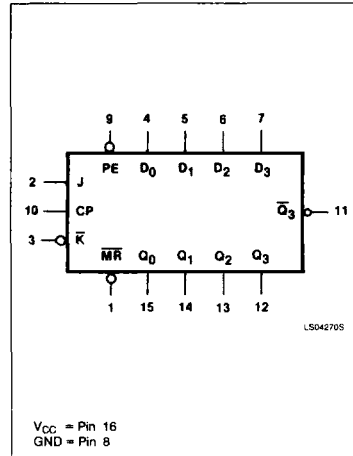 9 4 5 6 7
PE D0 D1 D2 D3
2 J
10 CP
Q̅3 11
3 K̅
M̅R̅ Q0 Q1 Q2 Q3
1 15 14 13 12
LS04270S
VCC = Pin 16
GND = Pin 8